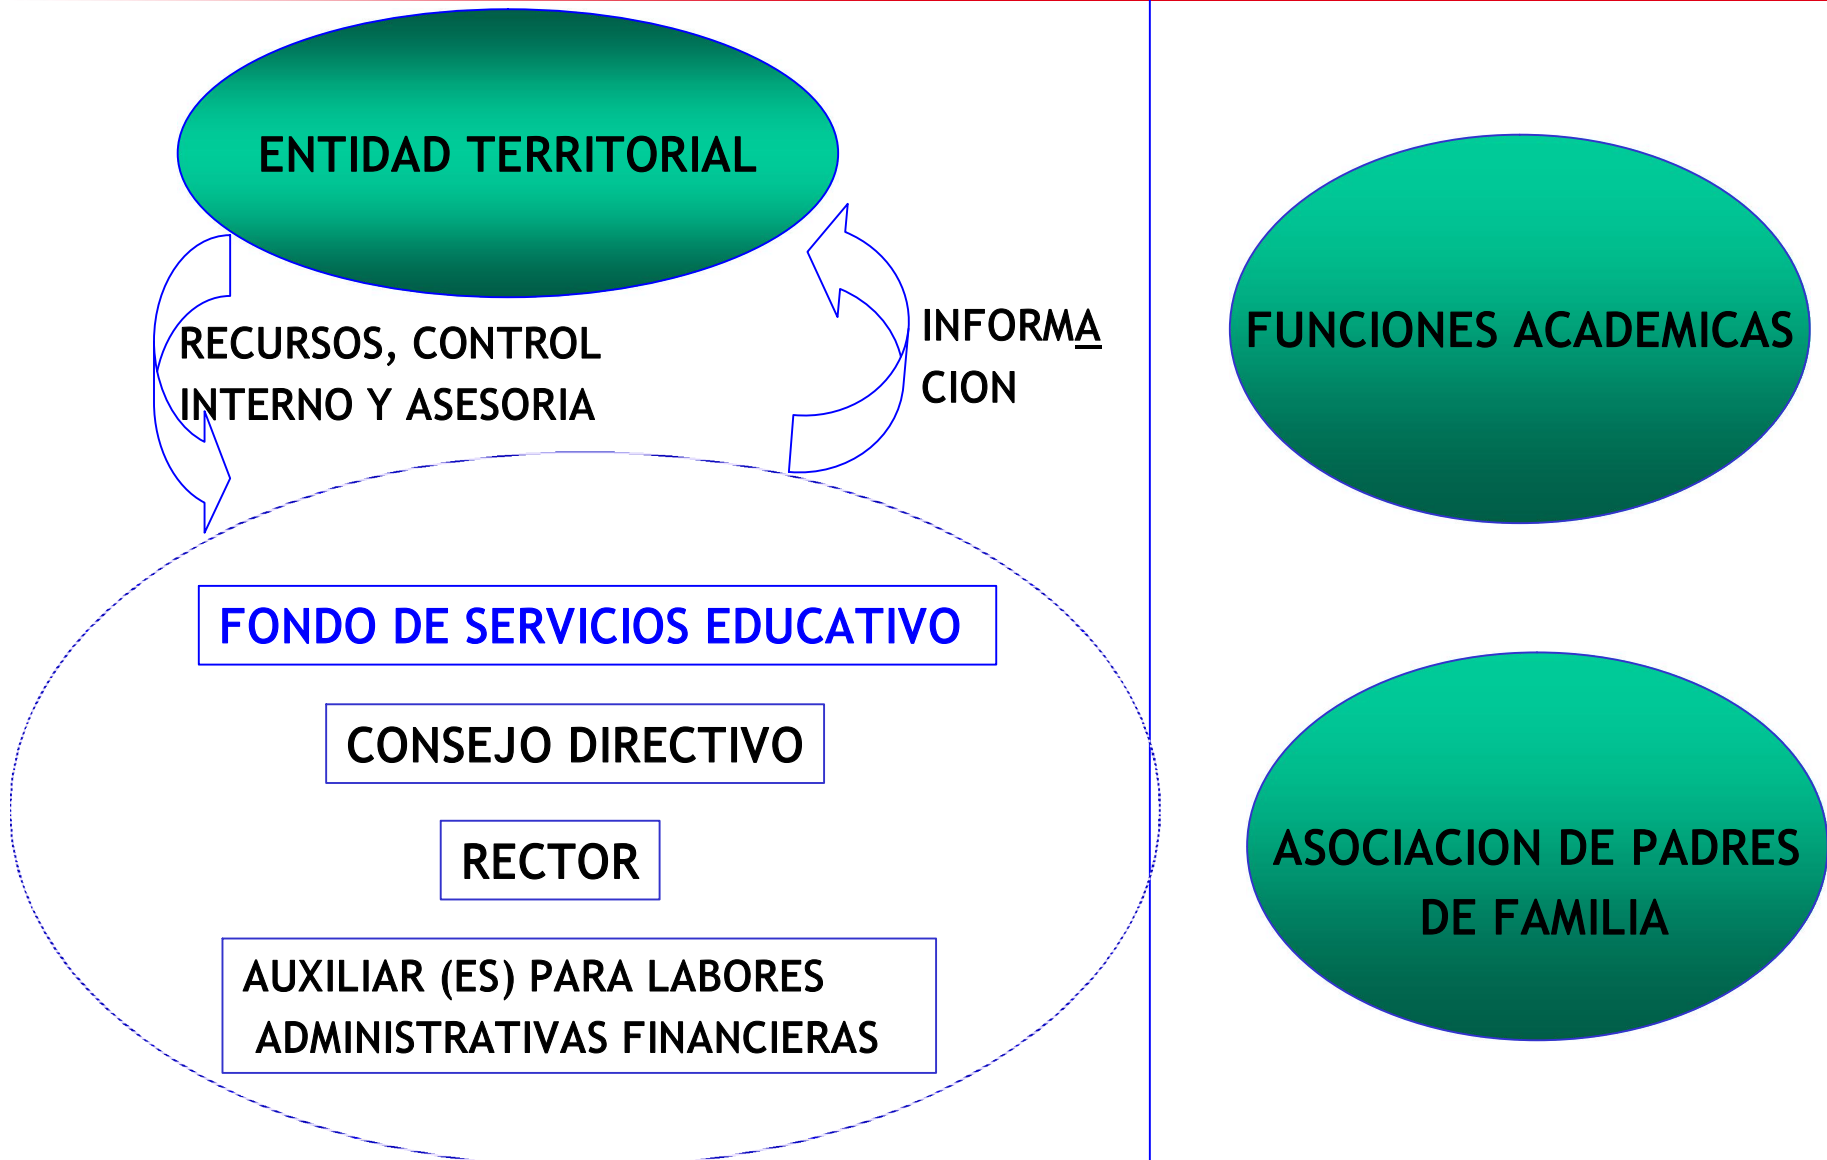 ENTIDAD TERRITORIAL
RECURSOS, CONTROL
INTERNO Y ASESORIA
INFORMA
CION
FONDO DE SERVICIOS EDUCATIVO
CONSEJO DIRECTIVO
RECTOR
AUXILIAR (ES) PARA LABORES
ADMINISTRATIVAS FINANCIERAS
FUNCIONES ACADEMICAS
ASOCIACION DE PADRES
DE FAMILIA